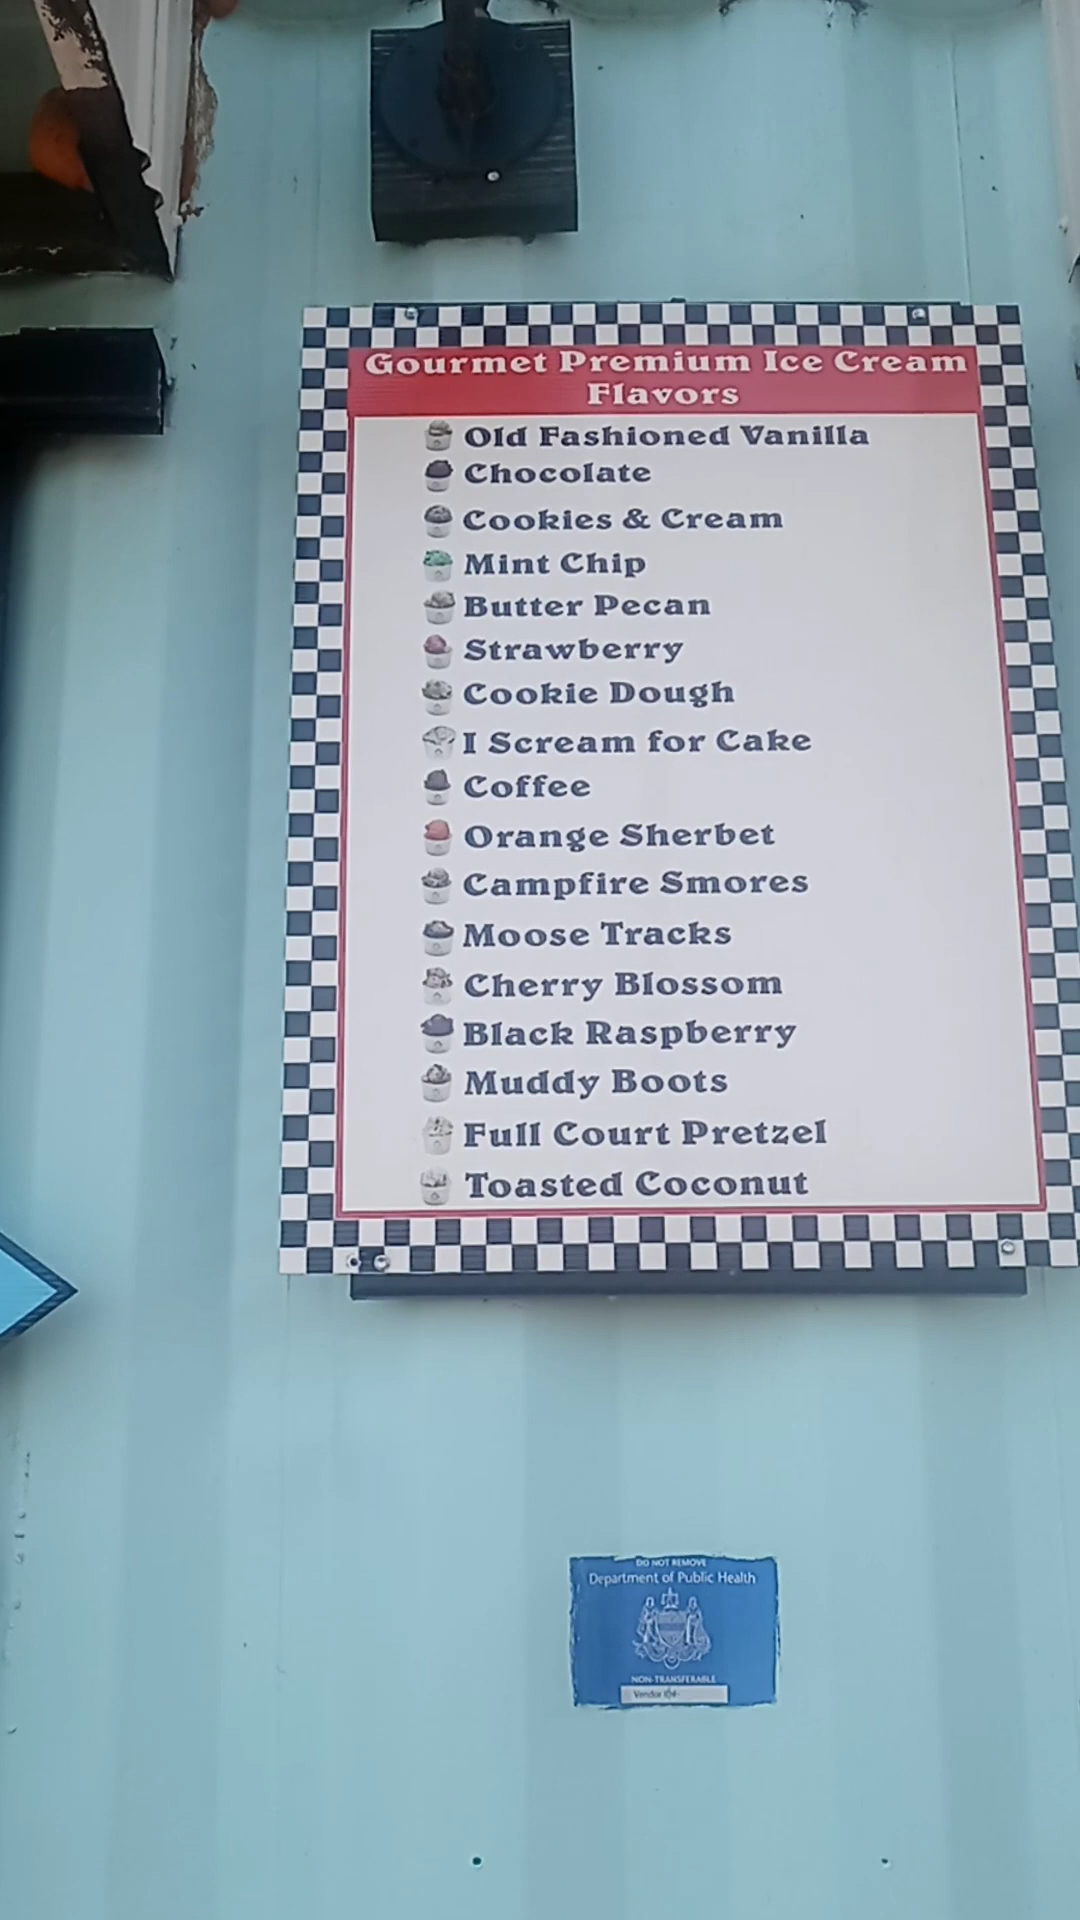 Gourmet Premium Ice Cream
Flavors
Old Fashioned Vanilla
Chocolate
Cookies & Cream
Mint Chip
Butter Pecan
Strawberry
Cookie Dough
I Scream for Cake
Coffee
Orange Sherbet
Campfire Smores
Moose Tracks
Cherry Blossom
Black Raspberry
Muddy Boots
Full Court Pretzel
Toasted Coconut
DO NOT REMOVE
Department of Public Health
NON-TRANSFERABLE
Vendor